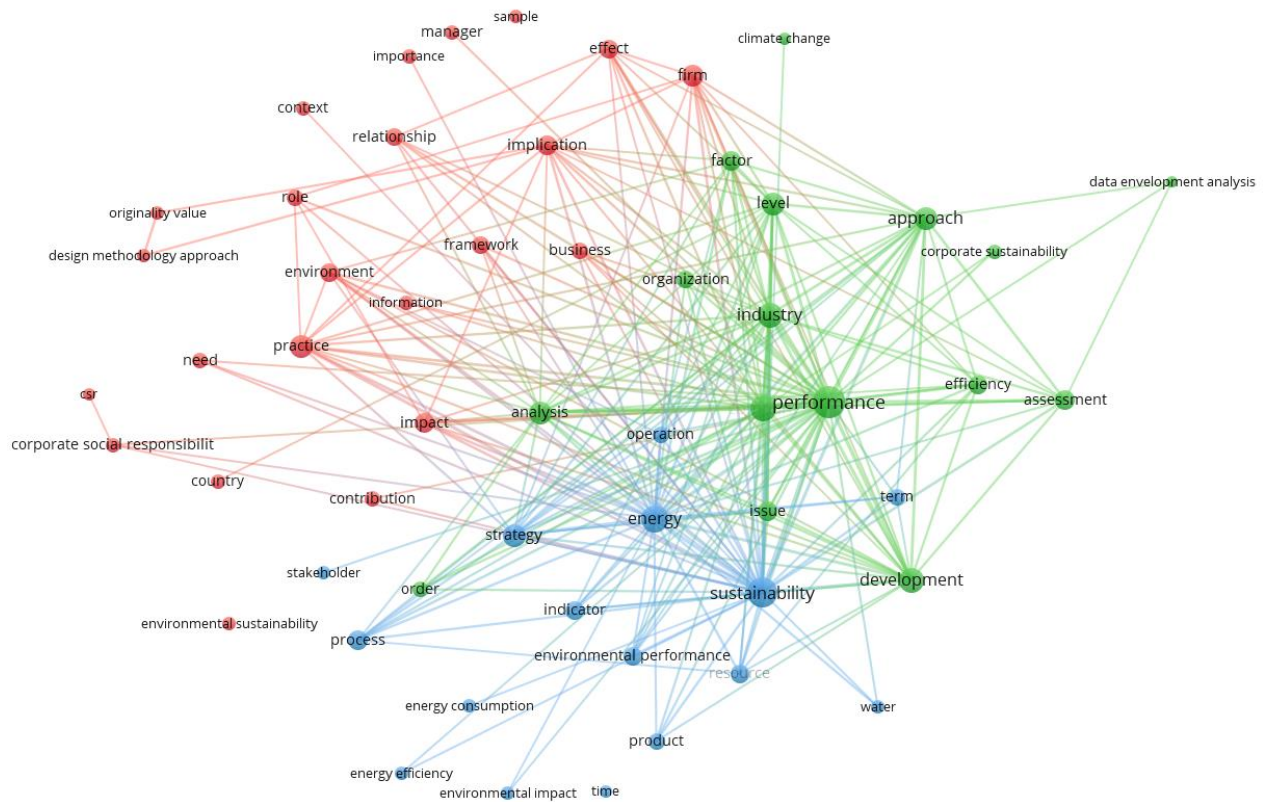 sample
manager
climate change
effect
importance
firm
context
relationship
implication
factor
data envelopment analysis
role
level
originality value
approach
framework
business
corporate sustainability
design methodology approach
environment
organization
information
industry
practice
need
efficiency
csr
performance
assessment
analysis
impact
operation
corporate social responsibilit
country
contribution
term
issue
energy
strategy
stakeholder
development
order
sustainability
indicator
environmental sustainability
process
environmental performance
resource
energy consumption
water
product
energy efficiency
environmental impact
time